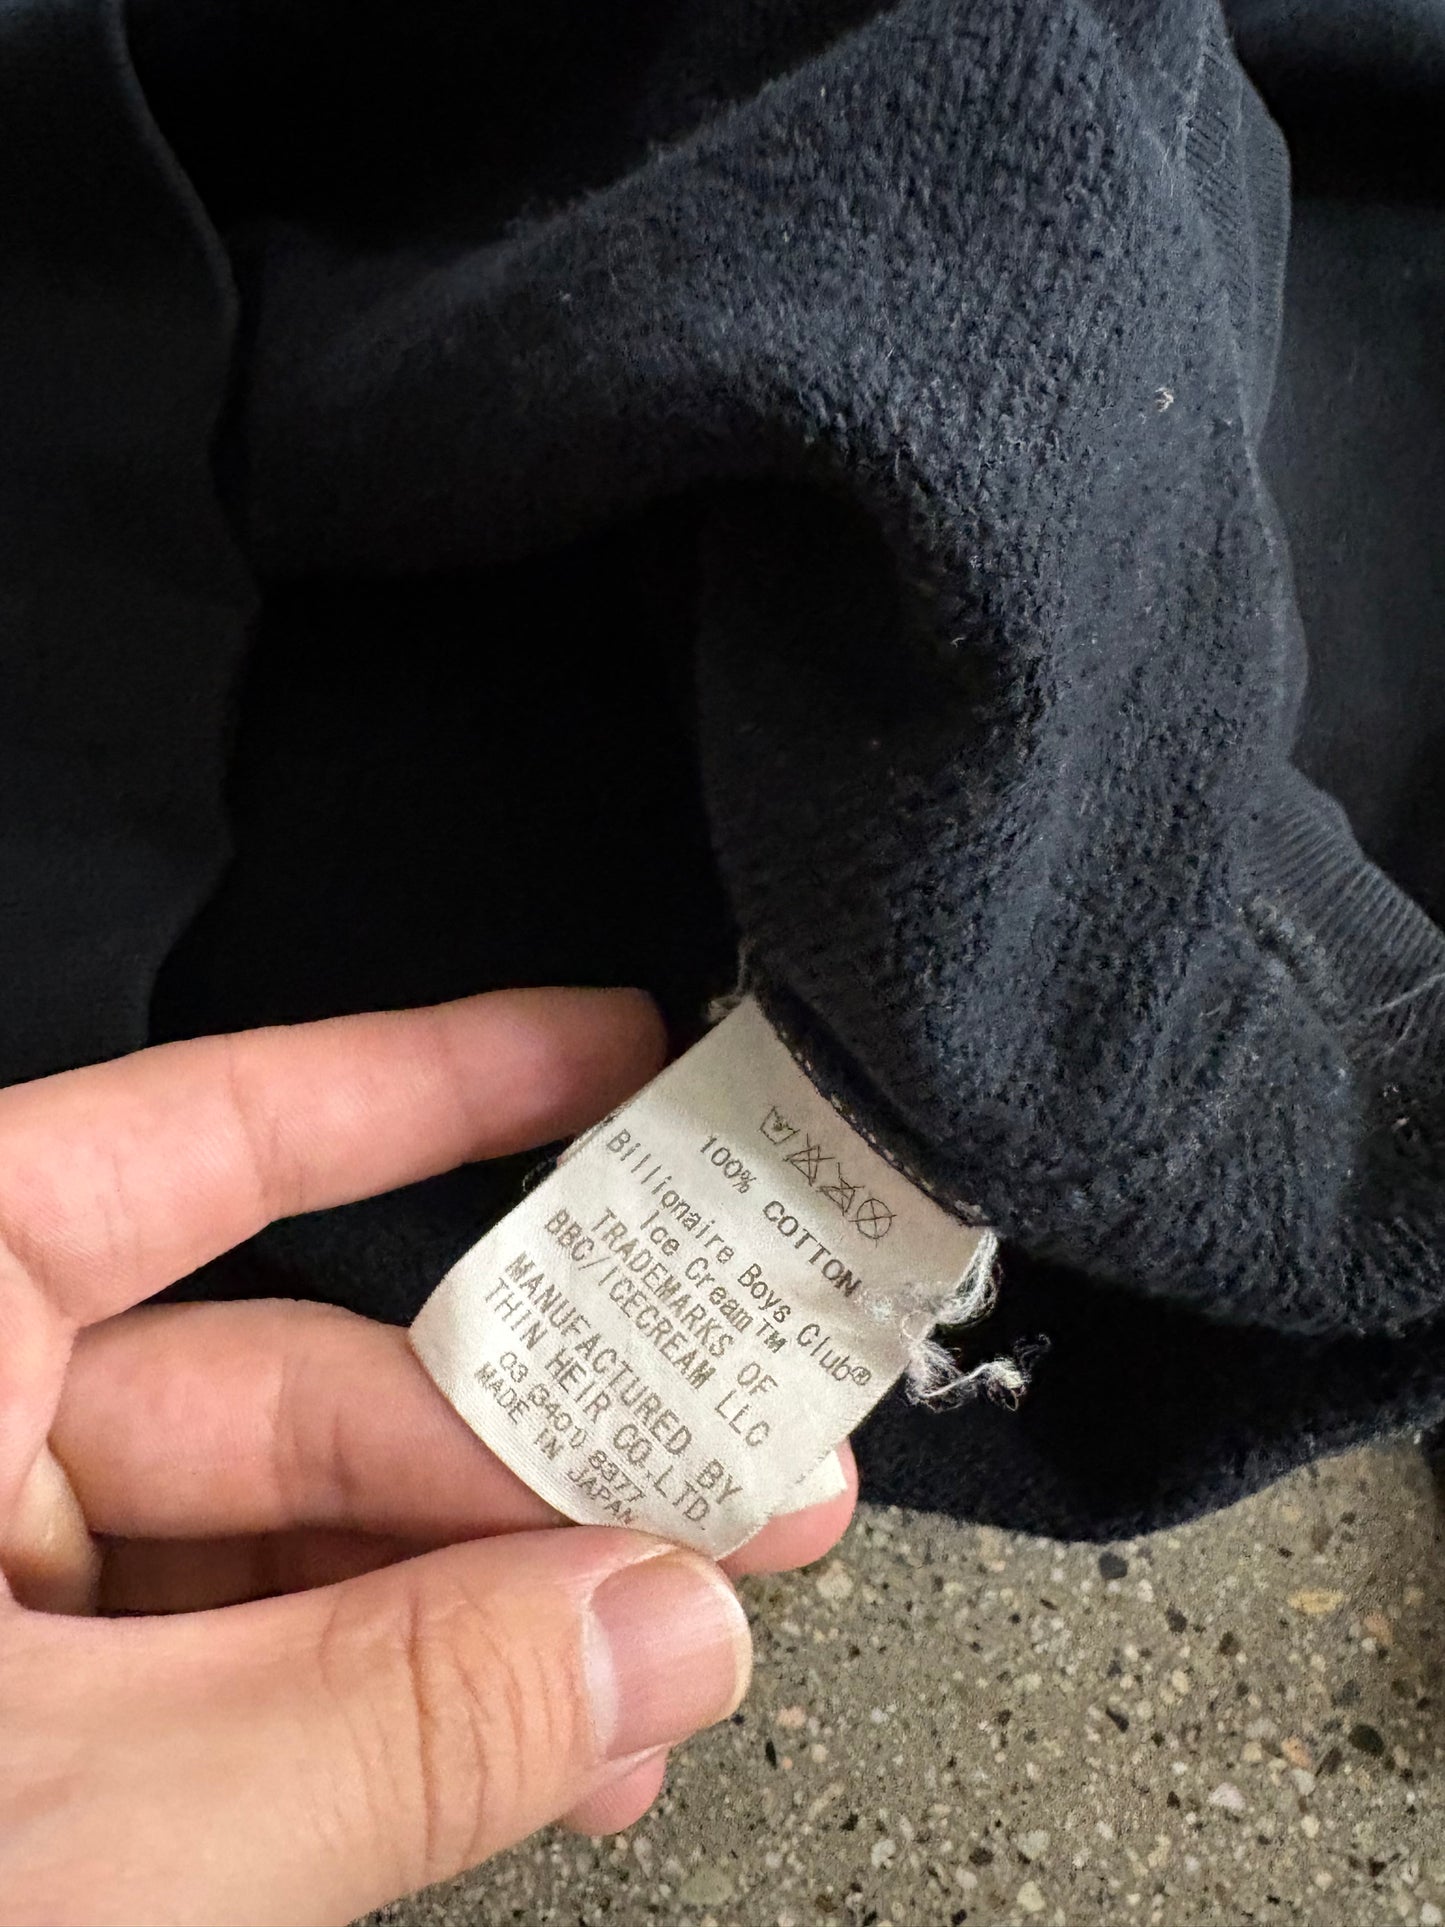 100% COTTON
Billionaire Boys Club®
Ice Cream™
TRADEMARKS OF
BBC/ICECREAM LLC
MANUFACTURED BY
THIN HEIR CO.,LTD.
03 (3401) 8377
MADE IN JAPAN